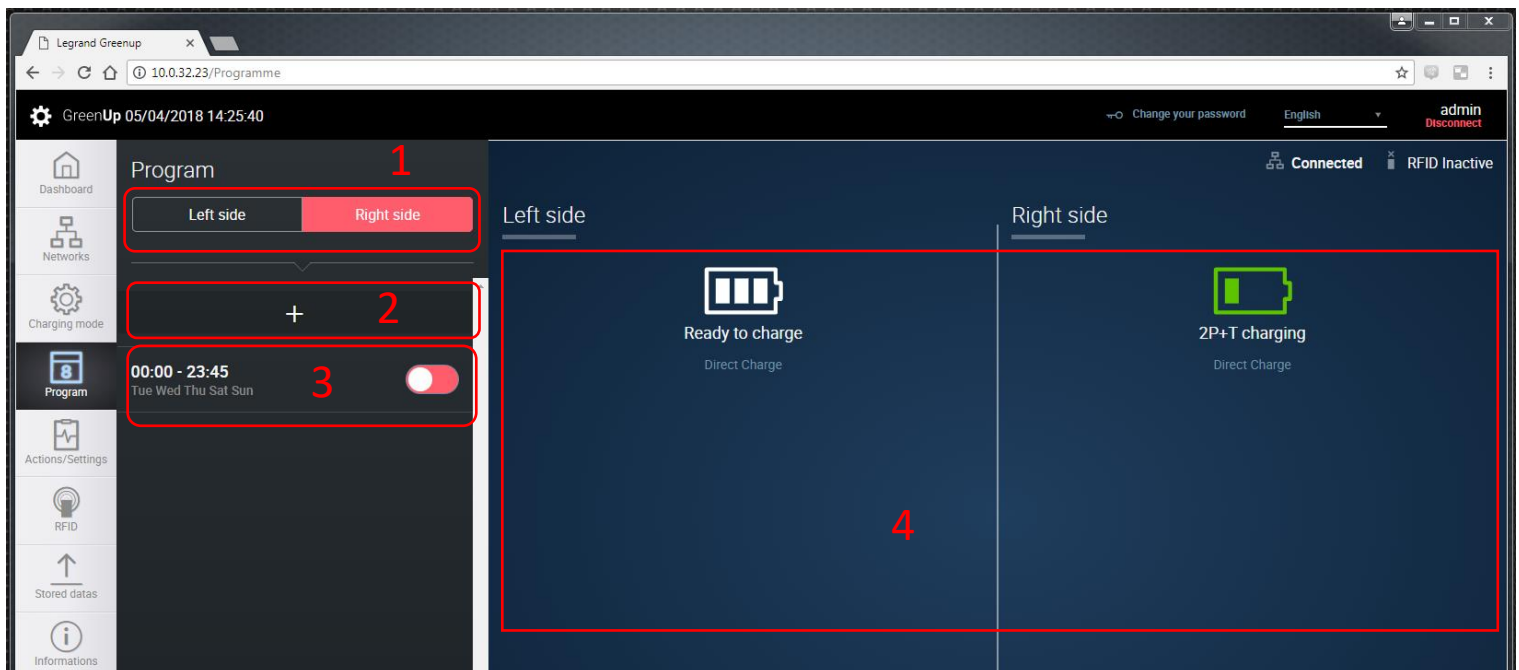 Legrand Greenup
10.0.32.23/Programme
GreenUp 05/04/2018 14:25:40
Change your password
English
admin
Disconnect
Dashboard
Networks
Charging mode
8
Program
Actions/Settings
RFID
Stored datas
Informations
Program
1
Left side
Right side
+
2
00:00 - 23:45
Tue Wed Thu Sat Sun
3
Connected
RFID Inactive
Left side
Right side
Ready to charge
Direct Charge
2P+T charging
Direct Charge
4